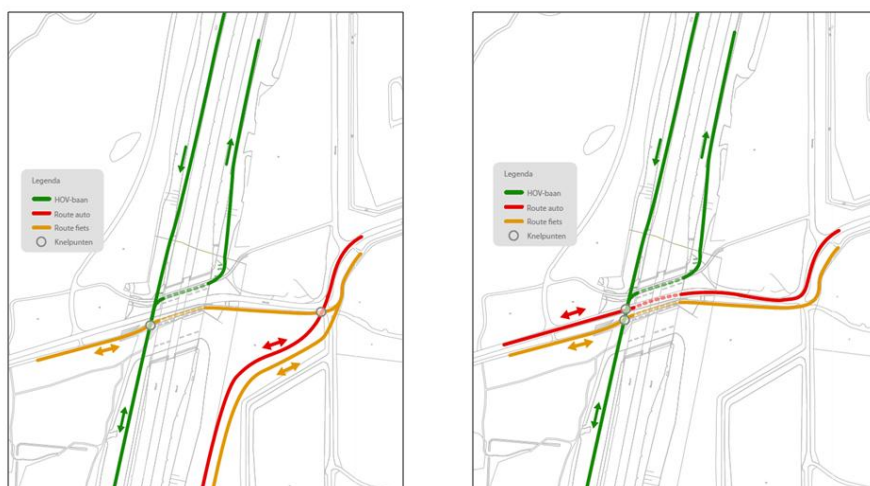 Legenda
HOV-baan
Route auto
Route fiets
Knelpunten
Legenda
HOV-baan
Route auto
Route fiets
Knelpunten